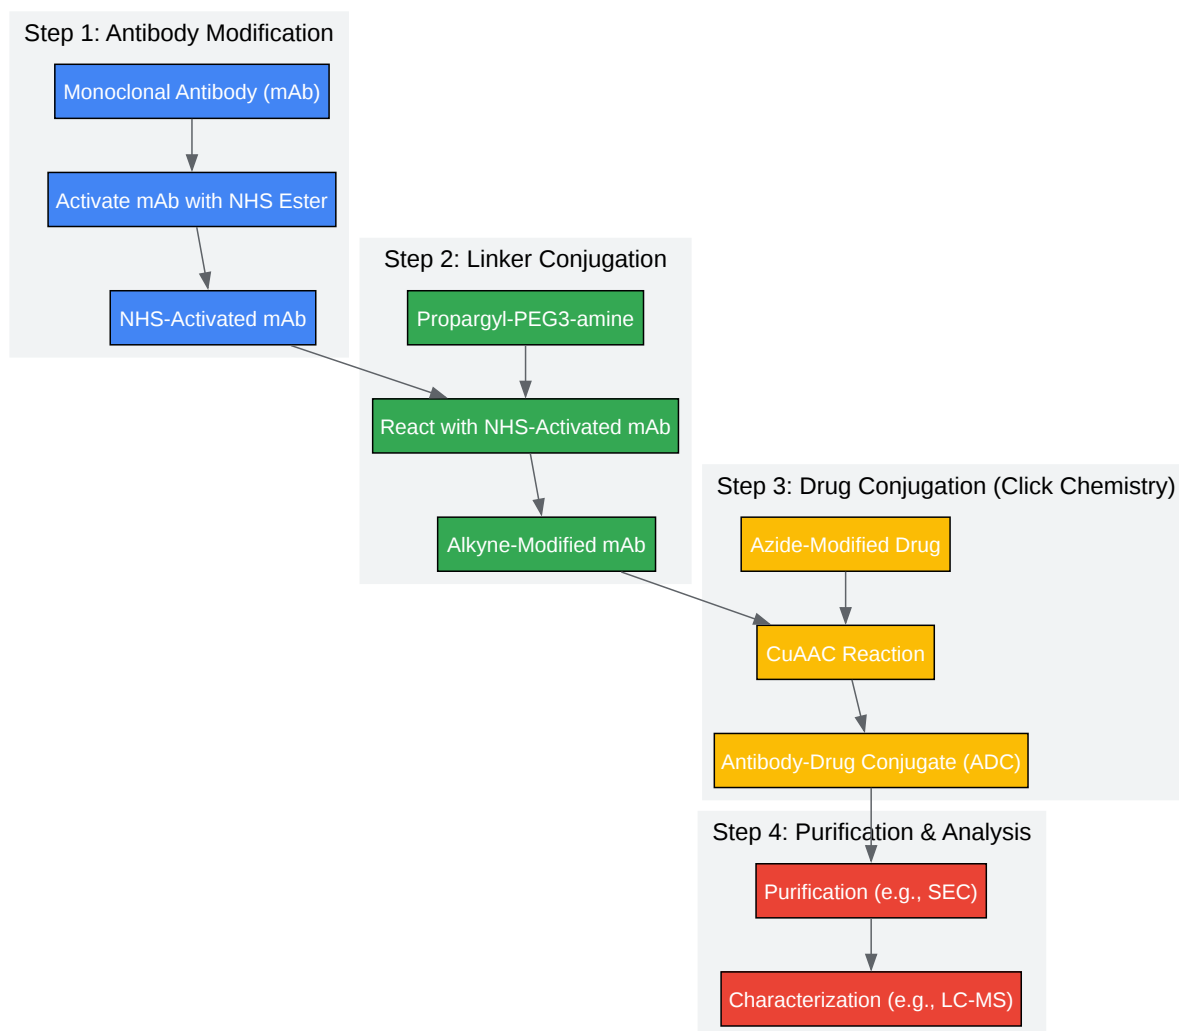 Step 1: Antibody Modification
Monoclonal Antibody (mAb)
Activate mAb with NHS Ester
NHS-Activated mAb
Step 2: Linker Conjugation
Propargyl-PEG3-amine
React with NHS-Activated mAb
Alkyne-Modified mAb
Step 3: Drug Conjugation (Click Chemistry)
Azide-Modified Drug
CuAAC Reaction
Antibody-Drug Conjugate (ADC)
Step 4: Purification & Analysis
Purification (e.g., SEC)
Characterization (e.g., LC-MS)